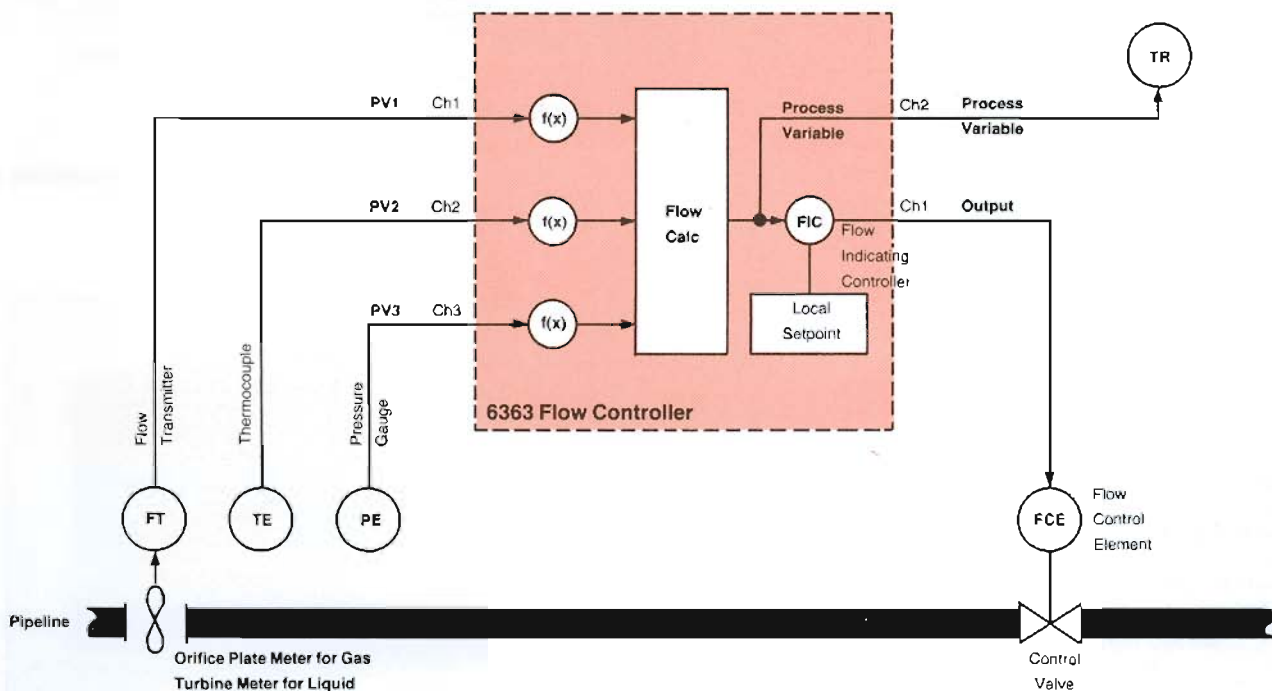 TR
PV1 Ch1
f(x)
Process
Variable
Ch2 Process
Variable
PV2 Ch2
f(x)
Flow
Calc
FIC
Ch1 Output
Flow
Indicating
Controller
PV3 Ch3
f(x)
Local
Setpoint
6363 Flow Controller
Flow
Transmitter
Thermocouple
Pressure
Gauge
FT
TE
PE
FCE
Flow
Control
Element
Pipeline
Orifice Plate Meter for Gas
Turbine Meter for Liquid
Control
Valve